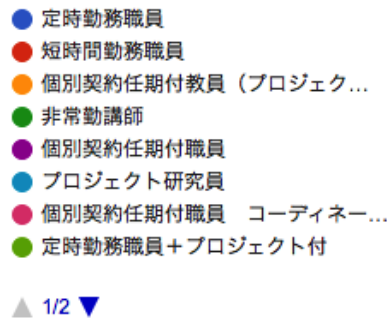 定時勤務職員
短時間勤務職員
個別契約任期付教員（プロジェク...
非常勤講師
個別契約任期付職員
プロジェクト研究員
個別契約任期付職員　コーディネー...
定時勤務職員＋プロジェクト付
1/2